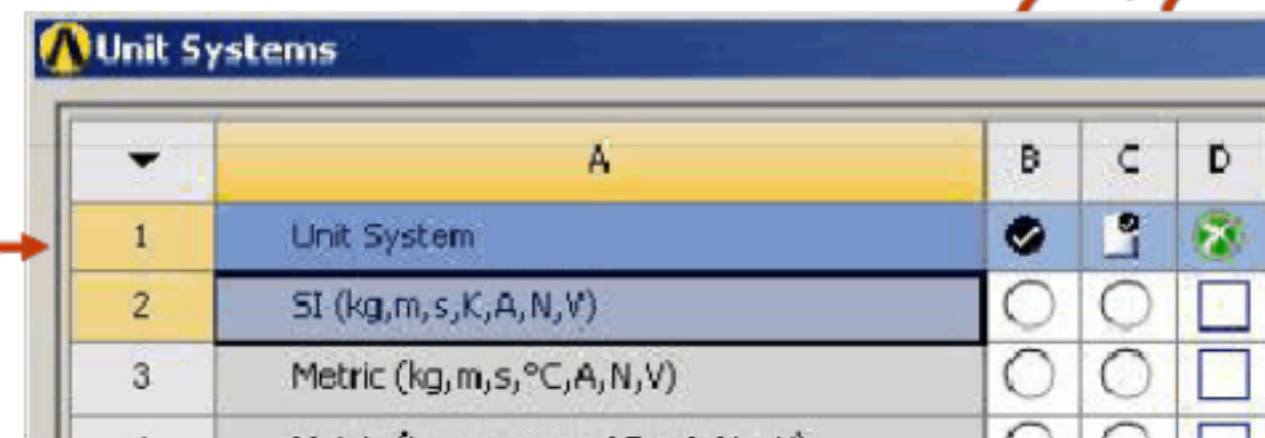 Unit Systems
A B C D
1 Unit System
2 SI (kg,m,s,K,A,N,V)
3 Metric (kg,m,s,°C,A,N,V)